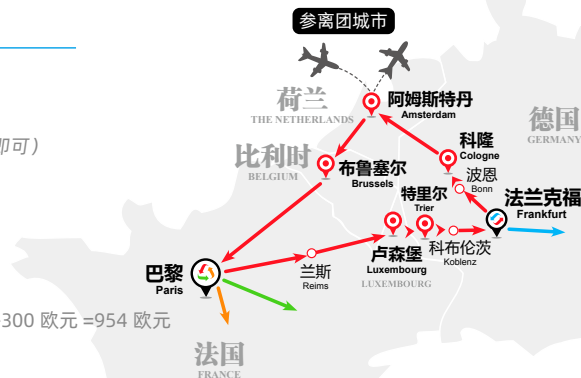 参离团城市
荷兰
THE NETHERLANDS
阿姆斯特丹
Amsterdam
德国
GERMANY
即可）
比利时
BELGIUM
布鲁塞尔
Brussels
科隆
Cologne
波恩
Bonn
特里尔
Trier
法兰克福
Frankfurt
卢森堡
Luxembourg
LUXEMBOURG
科布伦茨
Koblenz
巴黎
Paris
兰斯
Reims
300 欧元 =954 欧元
法国
FRANCE